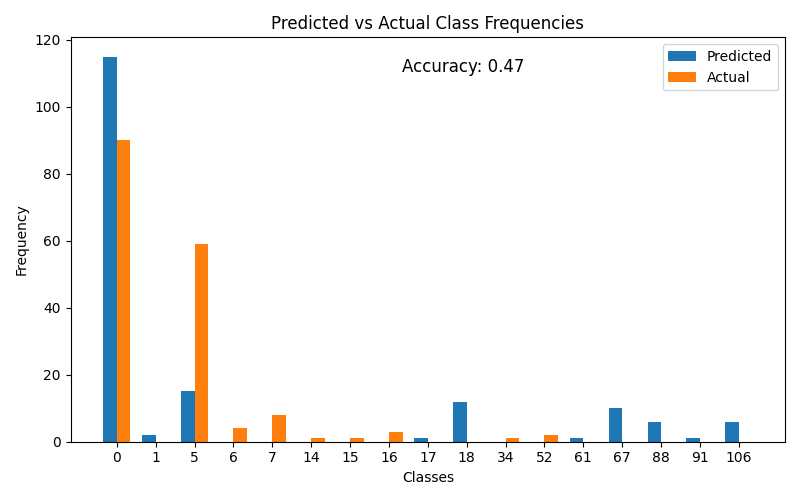 Predicted vs Actual Class Frequencies
Accuracy: 0.47
Predicted
Actual
Frequency
120
100
80
60
40
20
0
0 1 5 6 7 14 15 16 17 18 34 52 61 67 88 91 106
Classes